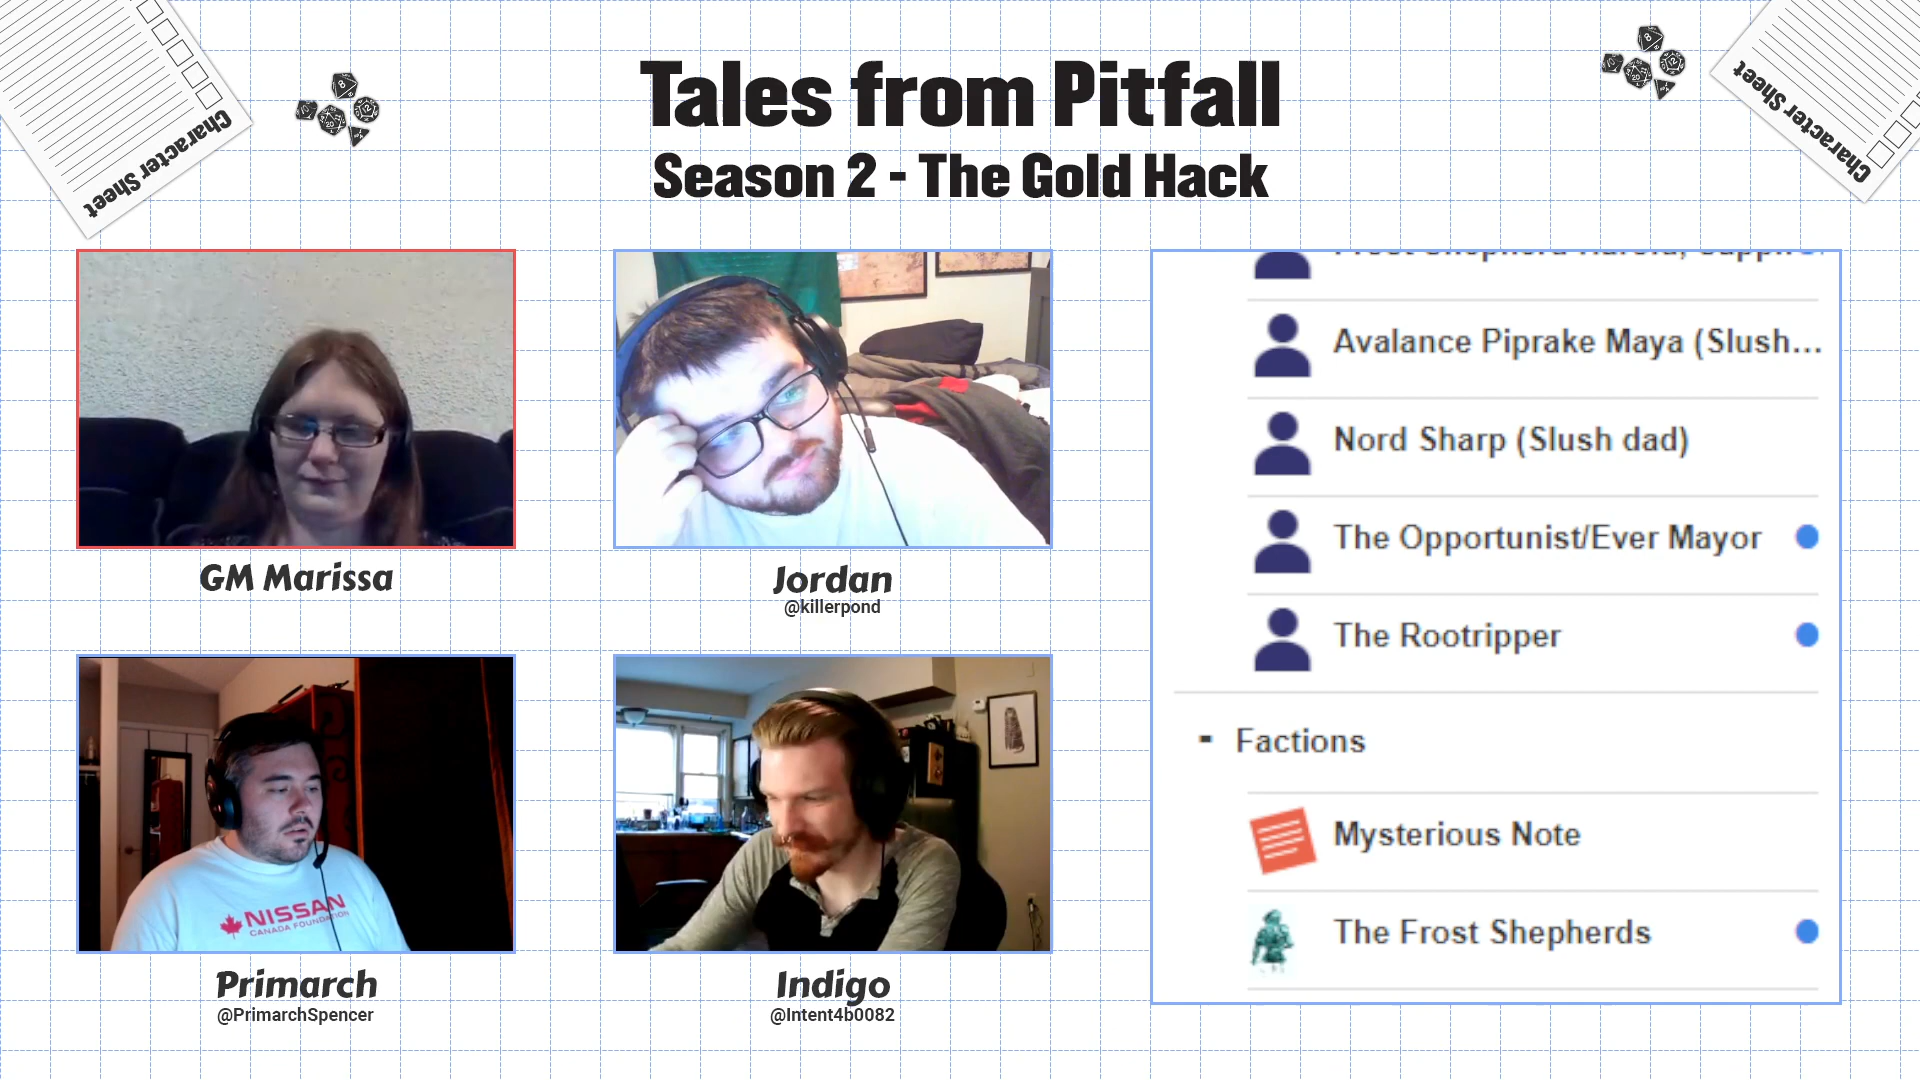 Character Sheet
Character Sheet
Tales from Pitfall
Season 2 - The Gold Hack
GM Marissa
Jordan
@killerpond
NISSAN
CANADA FOUNDATION
Primarch
@PrimarchSpencer
Indigo
@Intent4b0082
Avalance Piprake Maya (Slush...
Nord Sharp (Slush dad)
The Opportunist/Ever Mayor
The Rootripper
Factions
Mysterious Note
The Frost Shepherds